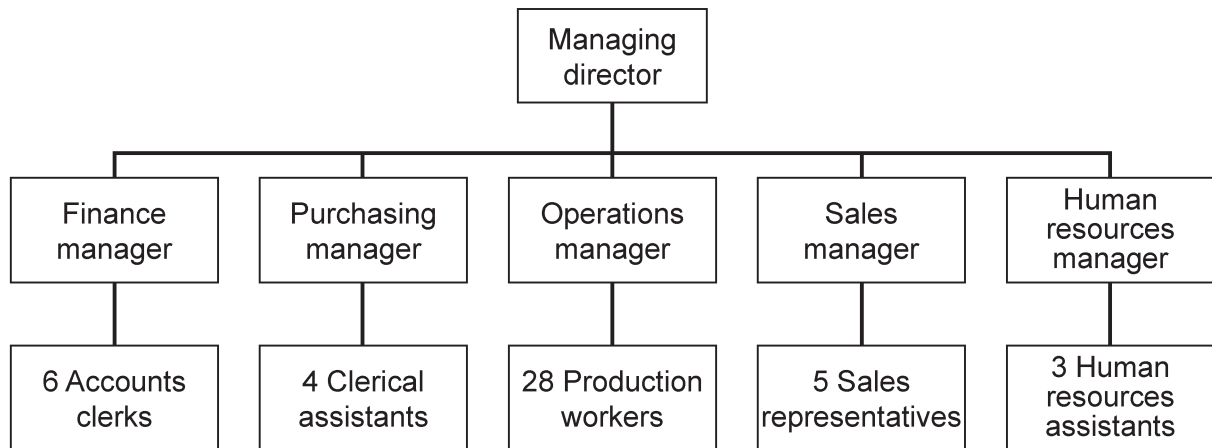 Managing
director
Finance
manager
Purchasing
manager
Operations
manager
Sales
manager
Human
resources
manager
6 Accounts
clerks
4 Clerical
assistants
28 Production
workers
5 Sales
representatives
3 Human
resources
assistants